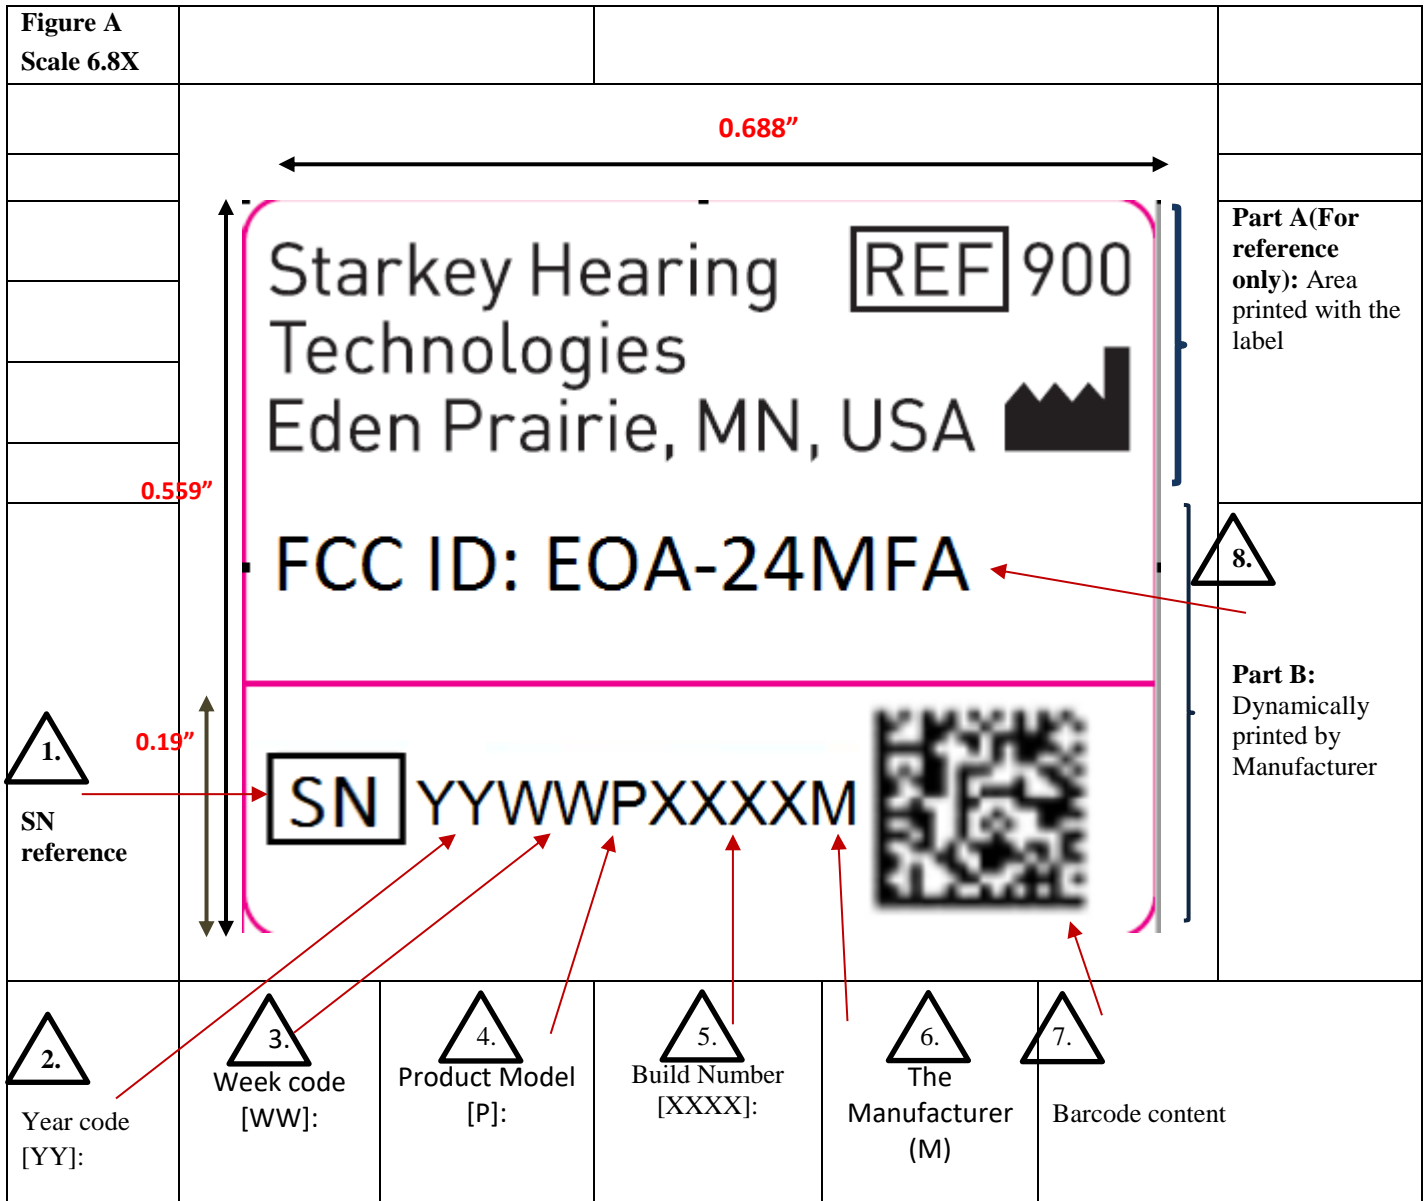 Figure A
Scale 6.8X
0.688”
Starkey Hearing
REF 900
Technologies
Eden Prairie, MN, USA
Part A(For
reference
only): Area
printed with the
label
0.559”
FCC ID: EOA-24MFA
8.
Part B:
Dynamically
printed by
Manufacturer
1.
0.19”
SN
reference
SN YYWWPXXXXM
2.
Year code
[YY]:
3.
Week code
[WW]:
4.
Product Model
[P]:
5.
Build Number
[XXXX]:
6.
The
Manufacturer
(M)
7.
Barcode content